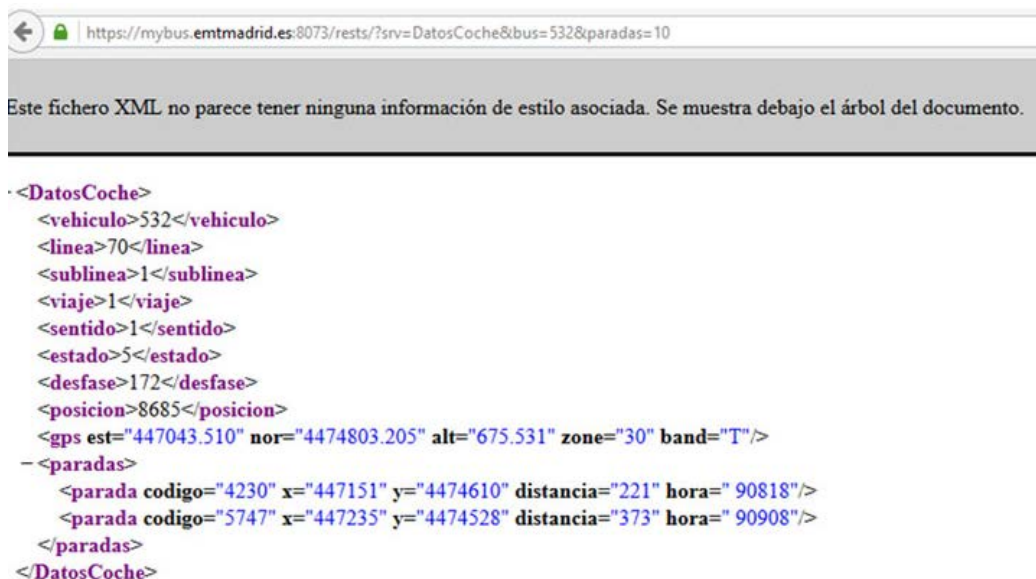 https://mybus.emtmadrid.es:8073/rests/?srv=DatosCoche&bus=532&paradas=10
Este fichero XML no parece tener ninguna información de estilo asociada. Se muestra debajo el árbol del documento.
-<DatosCoche>
<vehiculo>532</vehiculo>
<linea>70</linea>
<sublinea>1</sublinea>
<viaje>1</viaje>
<sentido>1</sentido>
<estado>5</estado>
<desfase>172</desfase>
<posicion>8685</posicion>
<gps est="447043.510" nor="4474803.205" alt="675.531" zone="30" band="T"/>
-<paradas>
<parada codigo="4230" x="447151" y="4474610" distancia="221" hora=" 90818"/>
<parada codigo="5747" x="447235" y="4474528" distancia="373" hora=" 90908"/>
</paradas>
</DatosCoche>